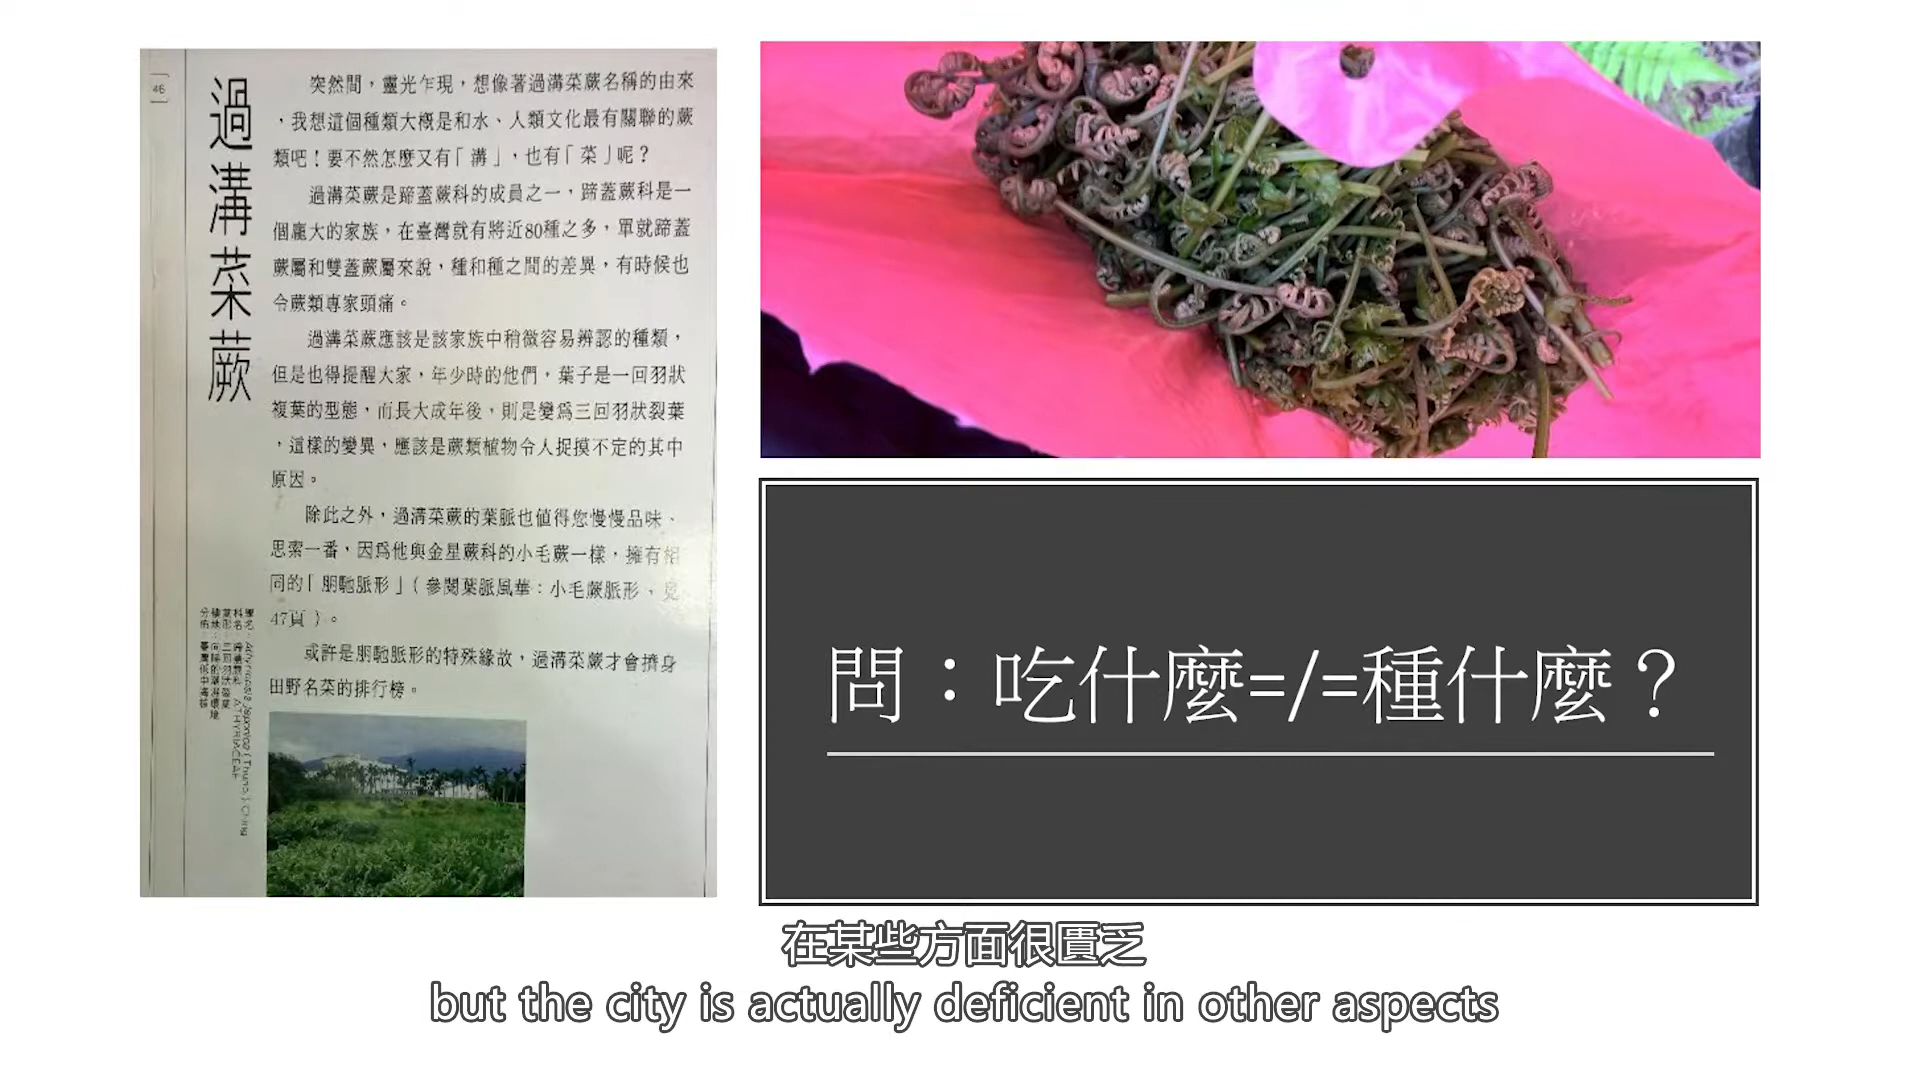 46
過溝菜蕨
突然間，靈光乍現，想像著過溝菜蕨名稱的由來
，我想這個種類大概是和水、人類文化最有關聯的蕨
類吧！要不然怎麼又有「溝」，也有「菜」呢？
過溝菜蕨是蹄蓋蕨科的成員之一，蹄蓋蕨科是一
個龐大的家族，在臺灣就有將近80種之多，單就蹄蓋
蕨屬和雙蓋蕨屬來說，種和種之間的差異，有時候也
令蕨類專家頭痛。
過溝菜蕨應該是該家族中稍微容易辨認的種類，
但是也得提醒大家，年少時的他們，葉子是一回羽狀
複葉的型態，而長大成年後，則是變爲三回羽狀裂葉
，這樣的變異，應該是蕨類植物令人捉摸不定的其中
原因。
除此之外，過溝菜蕨的葉脈也値得您慢慢品味、
思索一番，因爲他與金星蕨科的小毛蕨一樣，擁有相
同的「朋馳脈形」（參閱葉脈風華：小毛蕨脈形，見
47頁）。
或許是朋馳脈形的特殊緣故，過溝菜蕨才會擠身
田野名菜的排行榜。
問：吃什麼=/=種什麼？
在某些方面很匱乏
but the city is actually deficient in other aspects